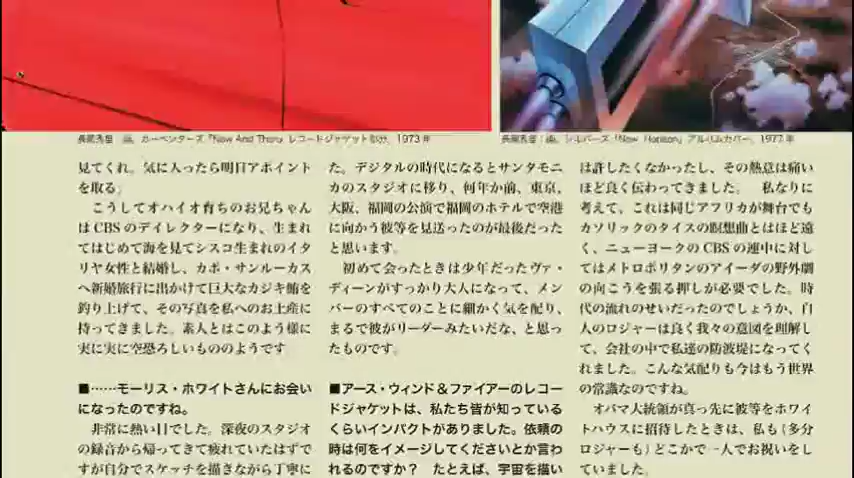 長岡秀星 画。カーペンターズ「Now And Then」レコードジャケット部分、1973年
長岡秀星:画。シルバーズ「New Horizon」アルバムカバー、1977年
見てくれ。気に入ったら明日アポイント
を取る。
こうしてオハイオ育ちのお兄ちゃん
はCBSのデイレクターになり、生まれ
てはじめて海を見てシスコ生まれのイタ
リヤ女性と結婚し、カボ・サンルーカス
へ新婚旅行に出かけて巨大なカジキ鮪を
釣り上げて、その写真を私へのお土産に
持ってきました。素人とはこのよう様に
実に実に空恐ろしいもののようです
■……モーリス・ホワイトさんにお会い
になったのですね。
非常に熱い日でした。深夜のスタジオ
の録音から帰ってきて疲れていたはずで
すが自分でスケッチを描きながら丁寧に
た。デジタルの時代になるとサンタモニ
カのスタジオに移り、何年か前、東京、
大阪、福岡の公演で福岡のホテルで空港
に向かう彼等を見送ったのが最後だった
と思います。
初めて会ったときは少年だったヴァ・
ディーンがすっかり大人になって、メン
バーのすべてのことに細かく気を配り、
まるで彼がリーダーみたいだな、と思っ
たものです。
■アース・ウィンド＆ファイアーのレコー
ドジャケットは、私たち皆が知っている
くらいインパクトがありました。依頼の
時は何をイメージしてくださいとか言わ
れるのですか？　たとえば、宇宙を描い
は許したくなかったし、その熱意は痛い
ほど良く伝わってきました。　私なりに
考えて、これは同じアフリカが舞台でも
カソリックのタイスの瞑想曲とはほど遠
く、ニューヨークのCBSの連中に対し
てはメトロポリタンのアイーダの野外劇
の向こうを張る押しが必要でした。時
代の流れのせいだったのでしょうか、白
人のロジャーは良く我々の意図を理解し
て、会社の中で私達の防波堤になってく
れました。こんな気配りも今はもう世界
の常識なのですね。
オバマ大統領が真っ先に彼等をホワイ
トハウスに招待したときは、私も(多分
ロジャーも)どこかで一人でお祝いをし
ていました。